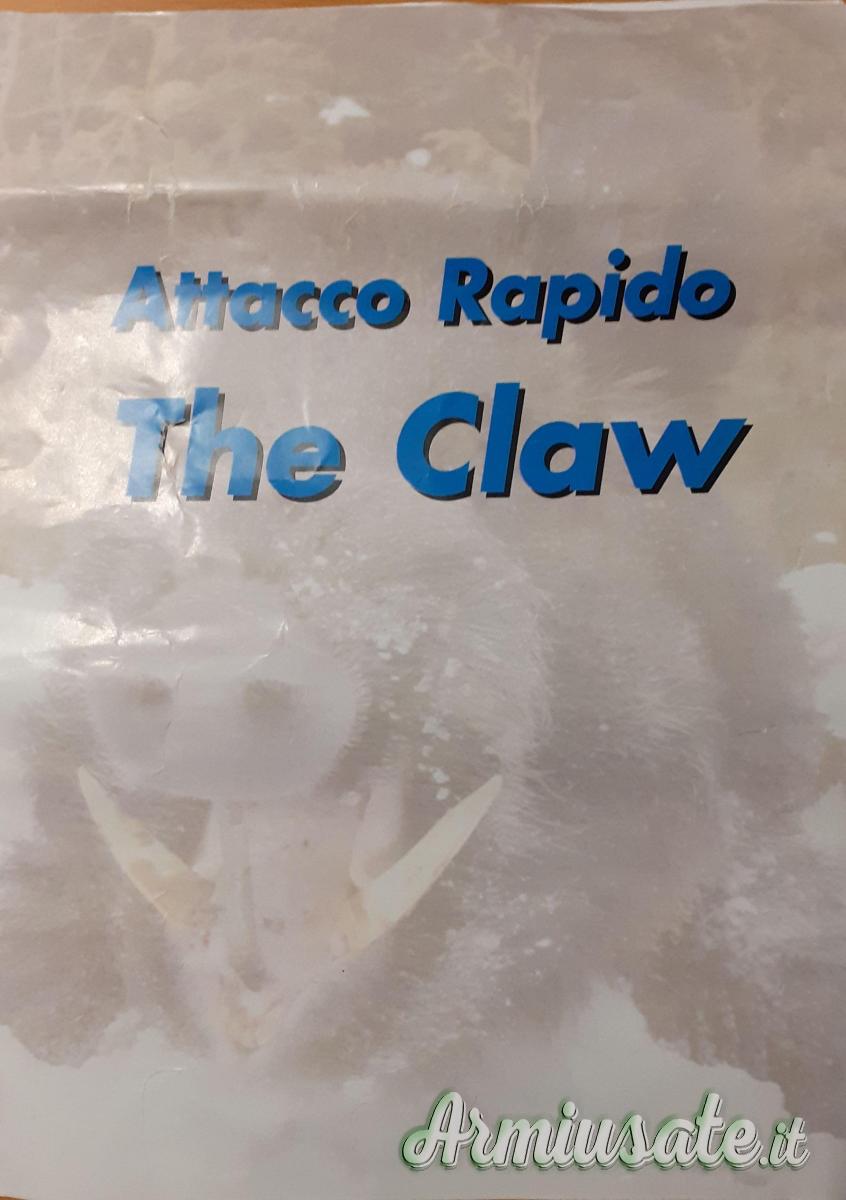 Attacco Rapido
The Claw
Armiusate.it